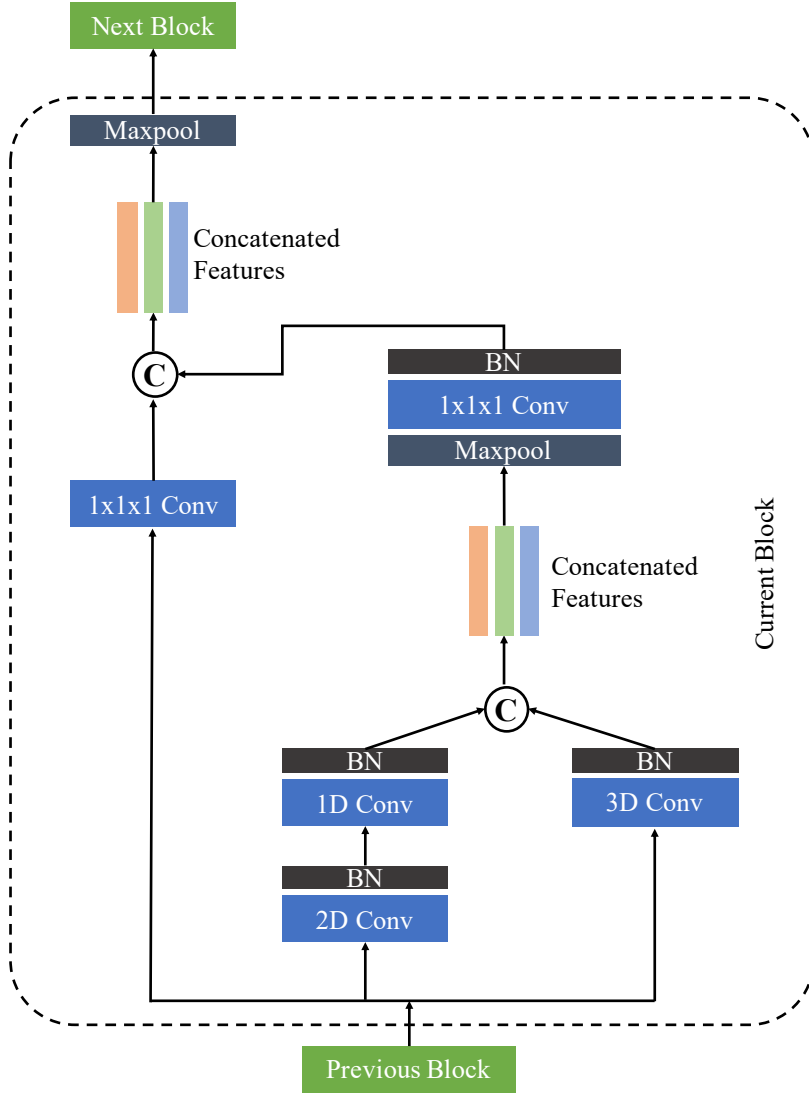 Next Block
Maxpool
Concatenated
Features
C
BN
1x1x1 Conv
Maxpool
1x1x1 Conv
Concatenated
Features
Current Block
C
BN
1D Conv
BN
3D Conv
BN
2D Conv
Previous Block